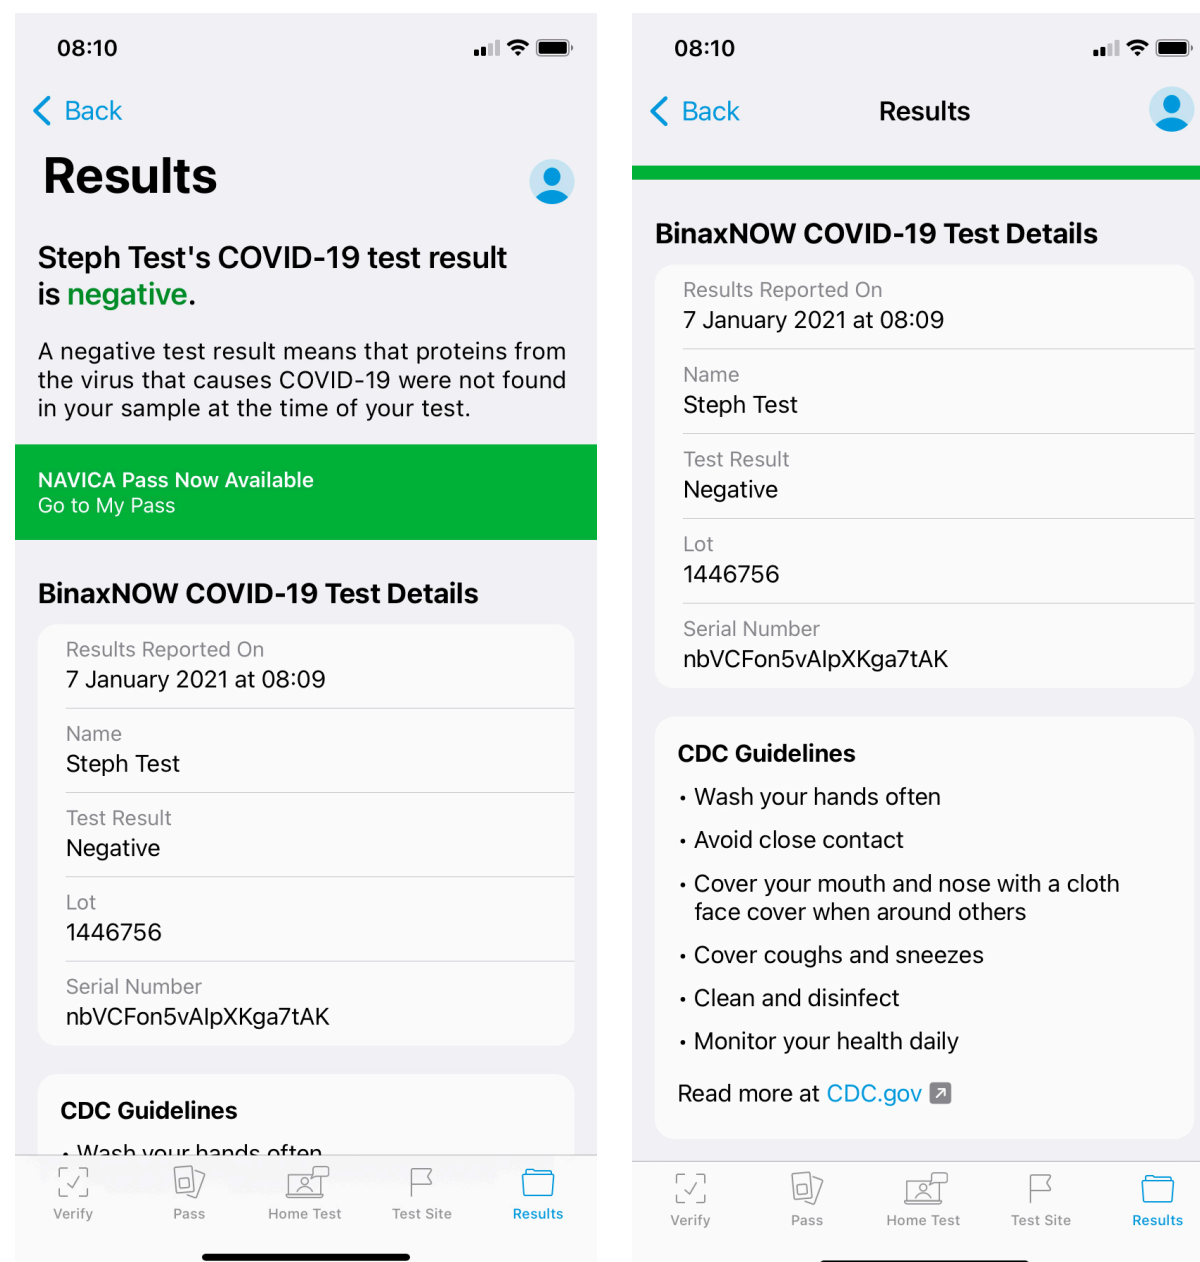 08:10
Back
Results
Steph Test's COVID-19 test result
is negative.
A negative test result means that proteins from
the virus that causes COVID-19 were not found
in your sample at the time of your test.
NAVICA Pass Now Available
Go to My Pass
BinaxNOW COVID-19 Test Details
Results Reported On
7 January 2021 at 08:09
Name
Steph Test
Test Result
Negative
Lot
1446756
Serial Number
nbVCFon5vAlpXKga7tAK
CDC Guidelines
• Wash your hands often
Verify
Pass
Home Test
Test Site
Results
08:10
Back
Results
BinaxNOW COVID-19 Test Details
Results Reported On
7 January 2021 at 08:09
Name
Steph Test
Test Result
Negative
Lot
1446756
Serial Number
nbVCFon5vAlpXKga7tAK
CDC Guidelines
• Wash your hands often
• Avoid close contact
• Cover your mouth and nose with a cloth
face cover when around others
• Cover coughs and sneezes
• Clean and disinfect
• Monitor your health daily
Read more at CDC.gov
Verify
Pass
Home Test
Test Site
Results